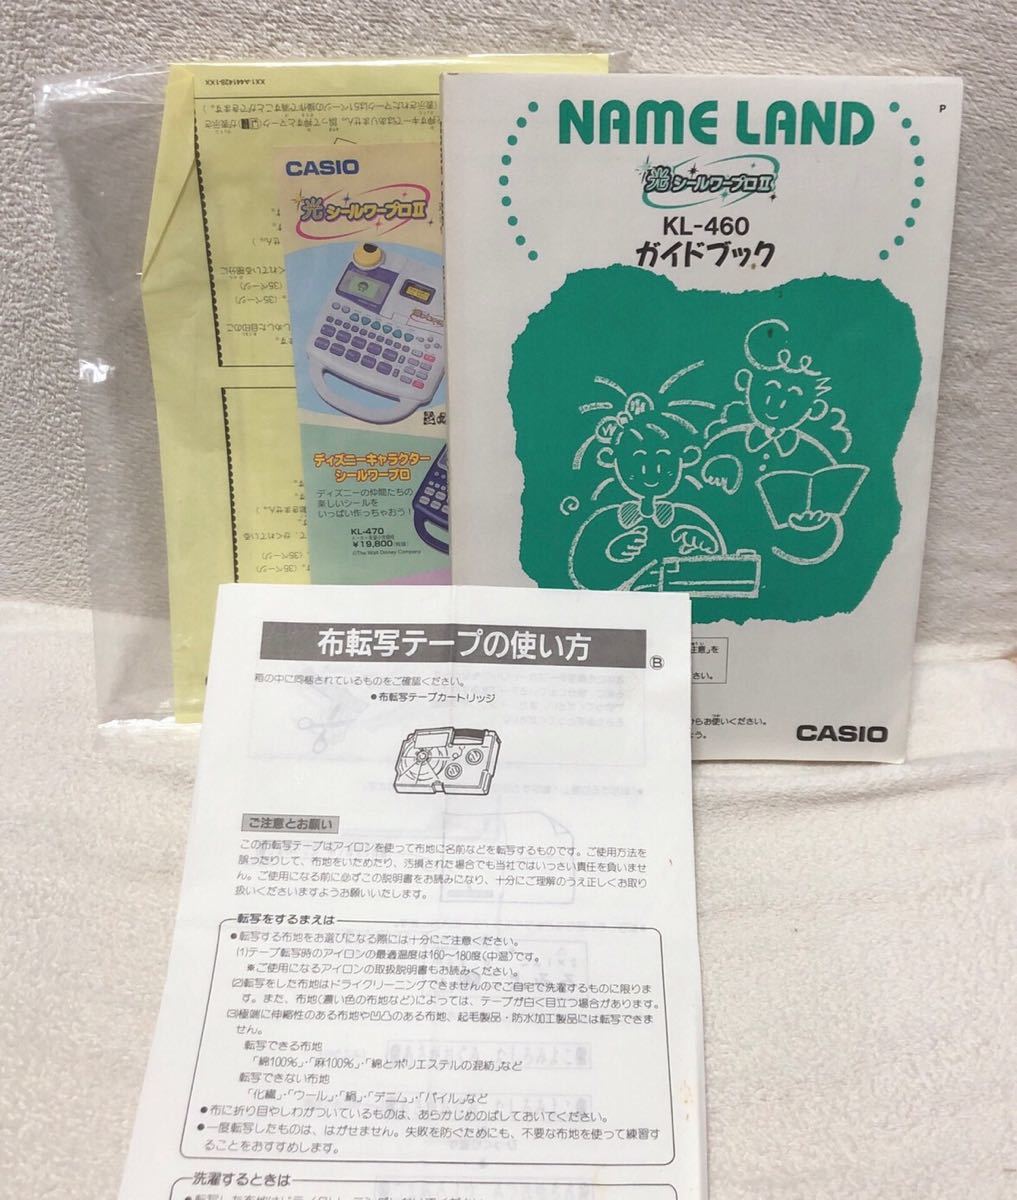 XX1-A441428-1XX
CASIO
光 シールワープロⅡ
ディズニーキャラクター
シールワープロ
ディズニーの仲間たちの
楽しいシールを
いっぱい作っちゃおう!
KL-470
¥19,800
©The Walt Disney Company
P
NAME LAND
光 シールワープロⅡ
KL-460
ガイドブック
注意」を
さい。
からお使いください。
ょう。
CASIO
布転写テープの使い方
Ⓑ
箱の中に同梱されているものをご確認ください。
●布転写テープカートリッジ
ご注意とお願い
この布転写テープはアイロンを使って布地に名前などを転写するものです。ご使用方法を
誤ったりして、布地をいためたり、汚損された場合でも当社ではいっさい責任を負いませ
ん。ご使用になる前に必ずこの説明書をお読みになり、十分にご理解のうえ正しくお取り
扱いくださいますようお願いいたします。
転写をするまえは
●転写する布地をお選びになる際には十分にご注意ください。
(1)テープ転写時のアイロンの最適温度は160〜180度(中温)です。
※ご使用になるアイロンの取扱説明書もお読みください。
(2)転写をした布地はドライクリーニングできませんのでご自宅で洗濯するものに限りま
す。また、布地(濃い色の布地など)によっては、テープが白く目立つ場合があります。
(3)極端に伸縮性のある布地や凹凸のある布地、起毛製品・防水加工製品には転写できま
せん。
転写できる布地
「綿100%」・「麻100%」・「綿とポリエステルの混紡」など
転写できない布地
「化繊」・「ウール」・「絹」・「デニム」・「パイル」など
●布に折り目やしわがついているものは、あらかじめのばしておいてください。
●一度転写したものは、はがせません。失敗を防ぐためにも、不要な布地を使って練習す
ることをおすすめします。
洗濯するときは